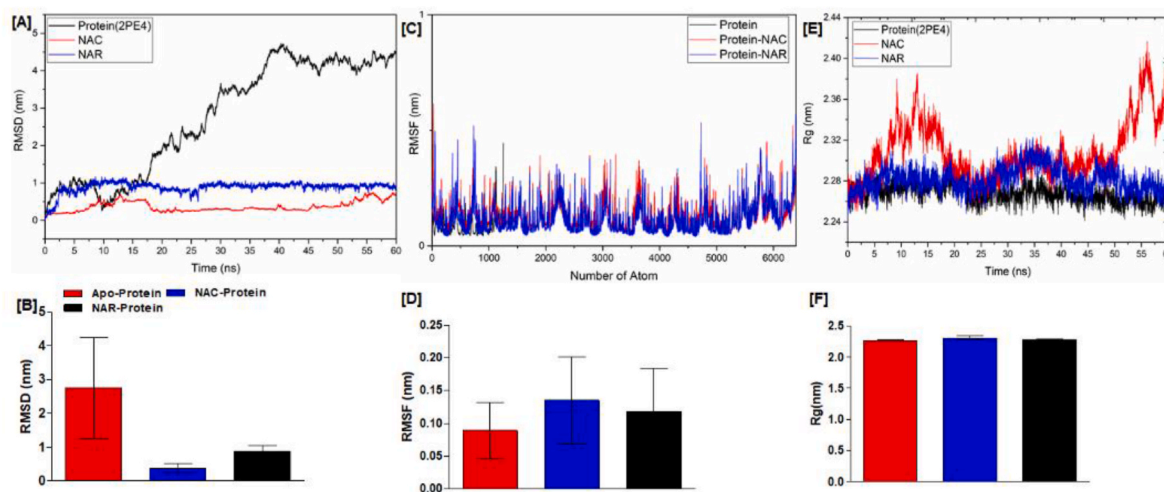 [A]
Protein(2PE4)
NAC
NAR
RMSD (nm)
5
4
3
2
1
0
0 5 10 15 20 25 30 35 40 45 50 55 60
Time (ns)
[C]
Protein
Protein-NAC
Protein-NAR
RMSF (nm)
1
0
0 1000 2000 3000 4000 5000 6000
Number of Atom
[E]
Protein(2PE4)
NAC
NAR
Rg (nm)
2.44
2.40
2.36
2.32
2.28
2.24
0 5 10 15 20 25 30 35 40 45 50 55 60
Time (ns)
[B]
Apo-Protein NAC-Protein
NAR-Protein
RMSD (nm)
5
4
3
2
1
0
[D]
RMSF (nm)
0.25
0.20
0.15
0.10
0.05
0.00
[F]
Rg(nm)
2.5
2.0
1.5
1.0
0.5
0.0